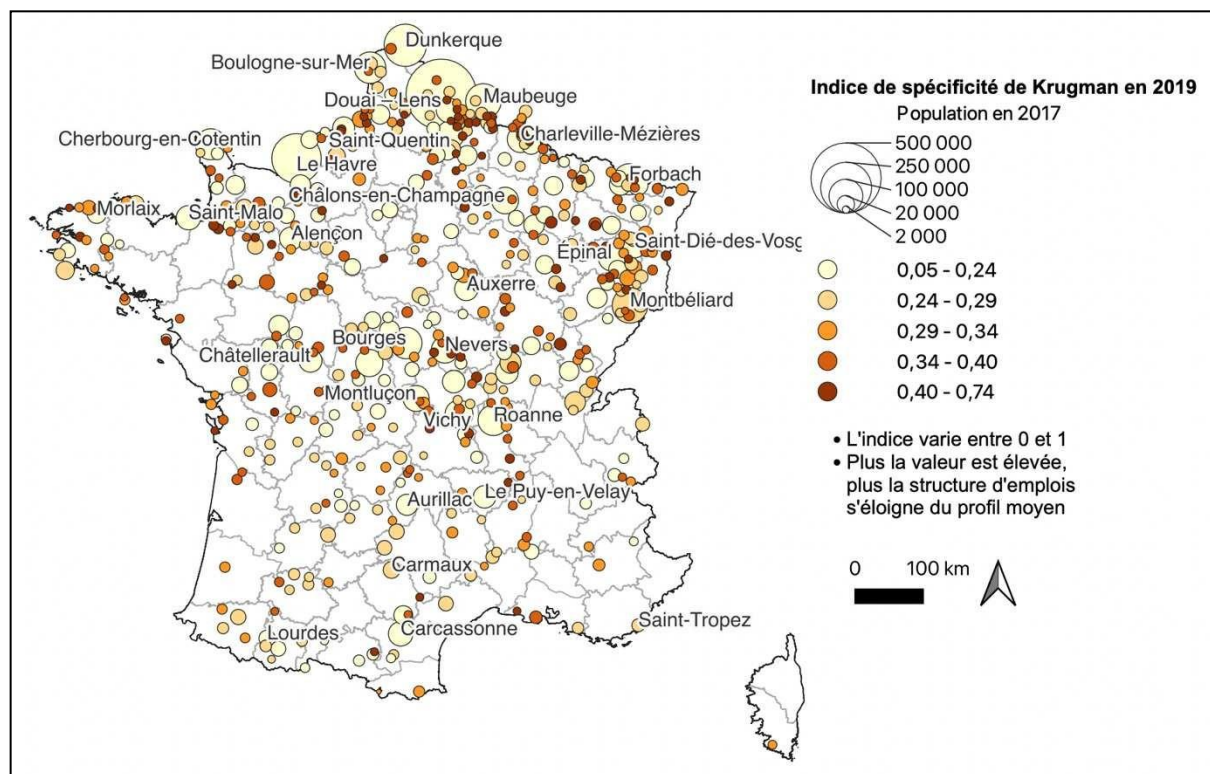 Dunkerque
Boulogne-sur-Mer
Douai – Lens
Maubeuge
Cherbourg-en-Cotentin
Saint-Quentin
Charleville-Mézières
Le Havre
Forbach
Châlons-en-Champagne
Morlaix
Saint-Malo
Alençon
Saint-Dié-des-Vosg
Épinal
Auxerre
Montbéliard
Bourges
Nevers
Châtellerault
Montluçon
Vichy
Roanne
Aurillac
Le Puy-en-Velay
Carmaux
Saint-Tropez
Lourdes
Carcassonne
Indice de spécificité de Krugman en 2019
Population en 2017
500 000
250 000
100 000
20 000
2 000
0,05 - 0,24
0,24 - 0,29
0,29 - 0,34
0,34 - 0,40
0,40 - 0,74
• L'indice varie entre 0 et 1
• Plus la valeur est élevée,
plus la structure d'emplois
s'éloigne du profil moyen
0 100 km